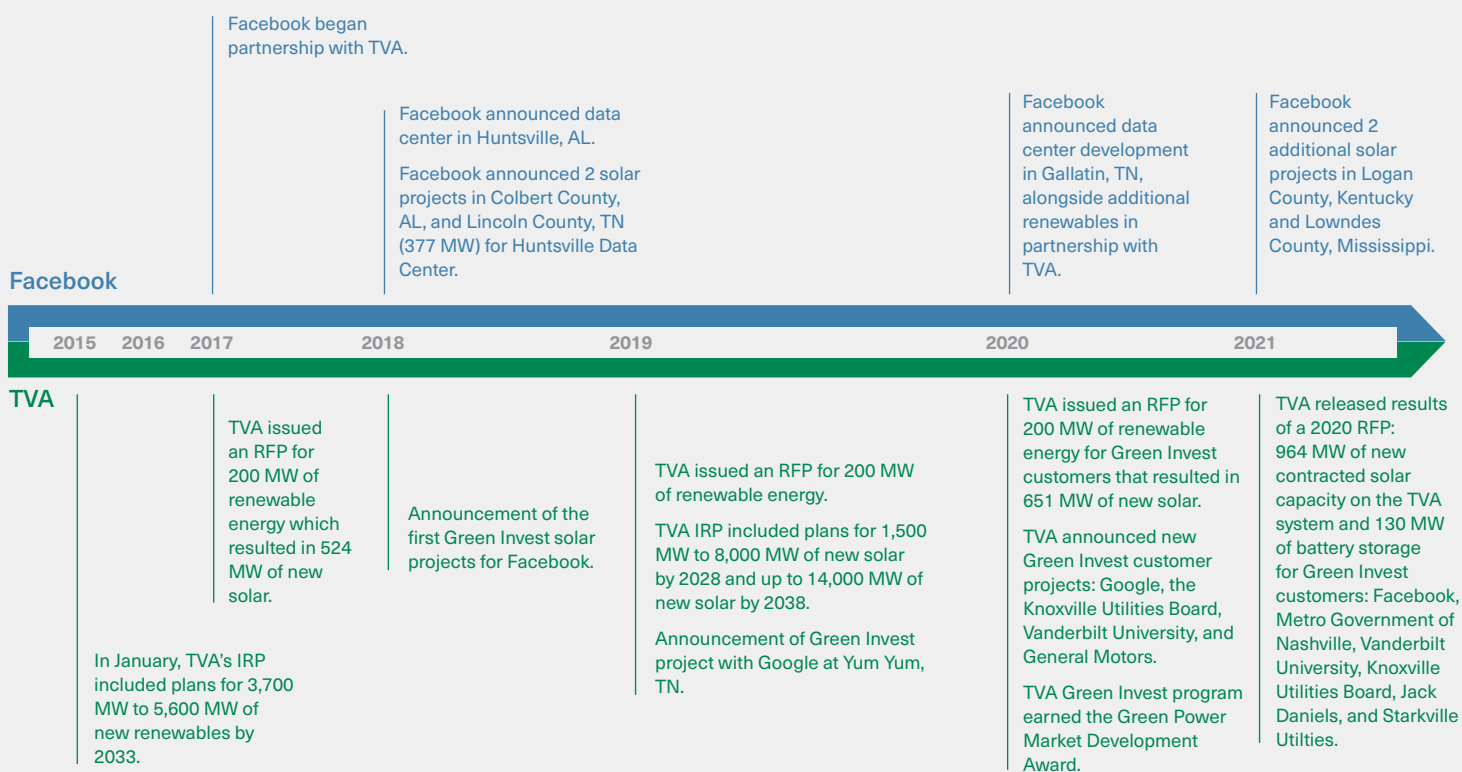 Facebook began
partnership with TVA.
Facebook announced data
center in Huntsville, AL.
Facebook announced 2 solar
projects in Colbert County,
AL, and Lincoln County, TN
(377 MW) for Huntsville Data
Center.
Facebook
announced data
center development
in Gallatin, TN,
alongside additional
renewables in
partnership with
TVA.
Facebook
announced 2
additional solar
projects in Logan
County, Kentucky
and Lowndes
County, Mississippi.
Facebook
2015 2016 2017 2018 2019 2020 2021
TVA
In January, TVA's IRP
included plans for 3,700
MW to 5,600 MW of
new renewables by
2033.
TVA issued
an RFP for
200 MW of
renewable
energy which
resulted in 524
MW of new
solar.
Announcement of the
first Green Invest solar
projects for Facebook.
TVA issued an RFP for 200 MW
of renewable energy.
TVA IRP included plans for 1,500
MW to 8,000 MW of new solar
by 2028 and up to 14,000 MW of
new solar by 2038.
Announcement of Green Invest
project with Google at Yum Yum,
TN.
TVA issued an RFP for
200 MW of renewable
energy for Green Invest
customers that resulted in
651 MW of new solar.
TVA announced new
Green Invest customer
projects: Google, the
Knoxville Utilities Board,
Vanderbilt University, and
General Motors.
TVA Green Invest program
earned the Green Power
Market Development
Award.
TVA released results
of a 2020 RFP:
964 MW of new
contracted solar
capacity on the TVA
system and 130 MW
of battery storage
for Green Invest
customers: Facebook,
Metro Government of
Nashville, Vanderbilt
University, Knoxville
Utilities Board, Jack
Daniels, and Starkville
Utilties.